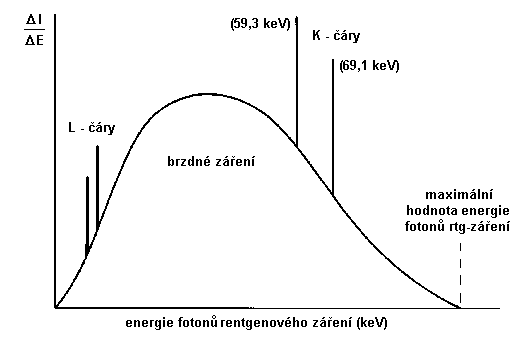 ΔI
ΔE
(59,3 keV)
K - čáry
(69,1 keV)
L - čáry
brzdné záření
maximální
hodnota energie
fotonů rtg-záření
energie fotonů rentgenového záření (keV)